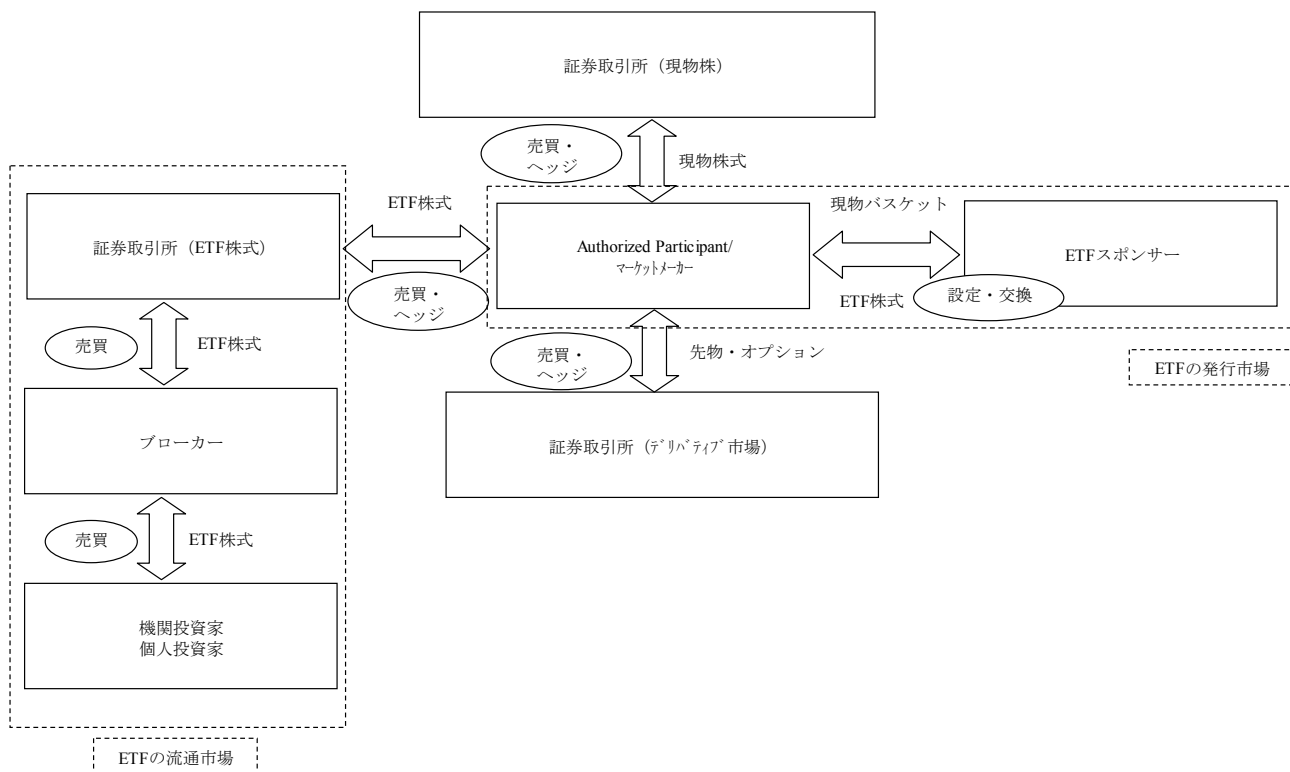 証券取引所（現物株）
売買・
ヘッジ
現物株式
ETF株式
現物バスケット
証券取引所（ETF株式）
Authorized Participant/
ﾏｰｹｯﾄﾒｰｶｰ
ETFスポンサー
売買・
ヘッジ
ETF株式
設定・交換
売買
ETF株式
売買・
ヘッジ
先物・オプション
ETFの発行市場
ブローカー
証券取引所（ﾃﾞﾘﾊﾞﾃｨﾌﾞ市場）
売買
ETF株式
機関投資家
個人投資家
ETFの流通市場